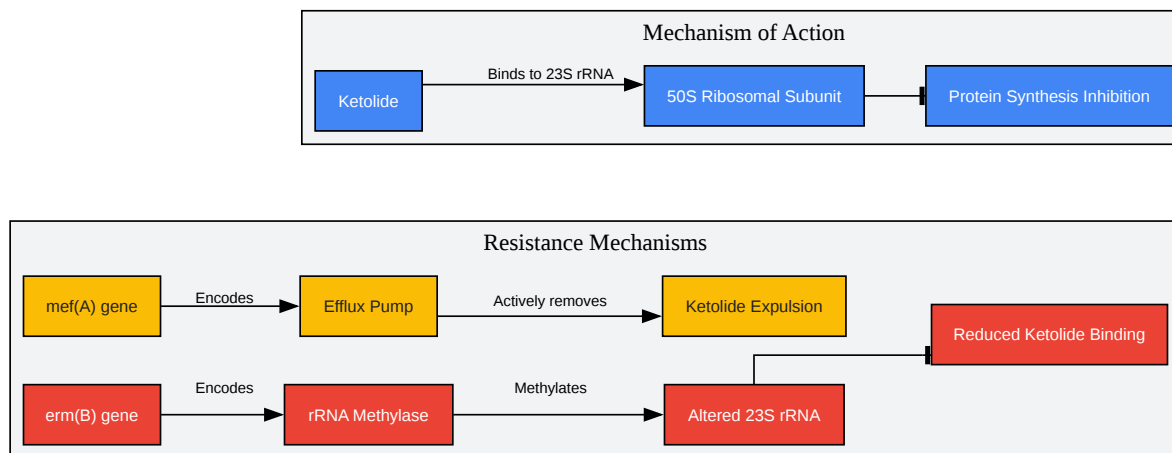 Mechanism of Action
Binds to 23S rRNA
Ketolide
50S Ribosomal Subunit
Protein Synthesis Inhibition
Resistance Mechanisms
mef(A) gene
Encodes
Efflux Pump
Actively removes
Ketolide Expulsion
Reduced Ketolide Binding
erm(B) gene
Encodes
rRNA Methylase
Methylates
Altered 23S rRNA